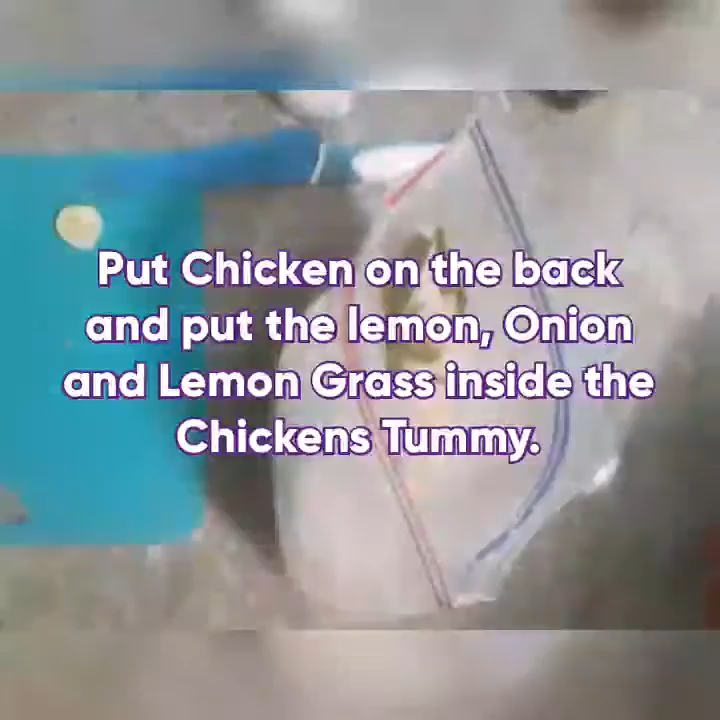 Put Chicken on the back
and put the lemon, Onion
and Lemon Grass inside the
Chickens Tummy.